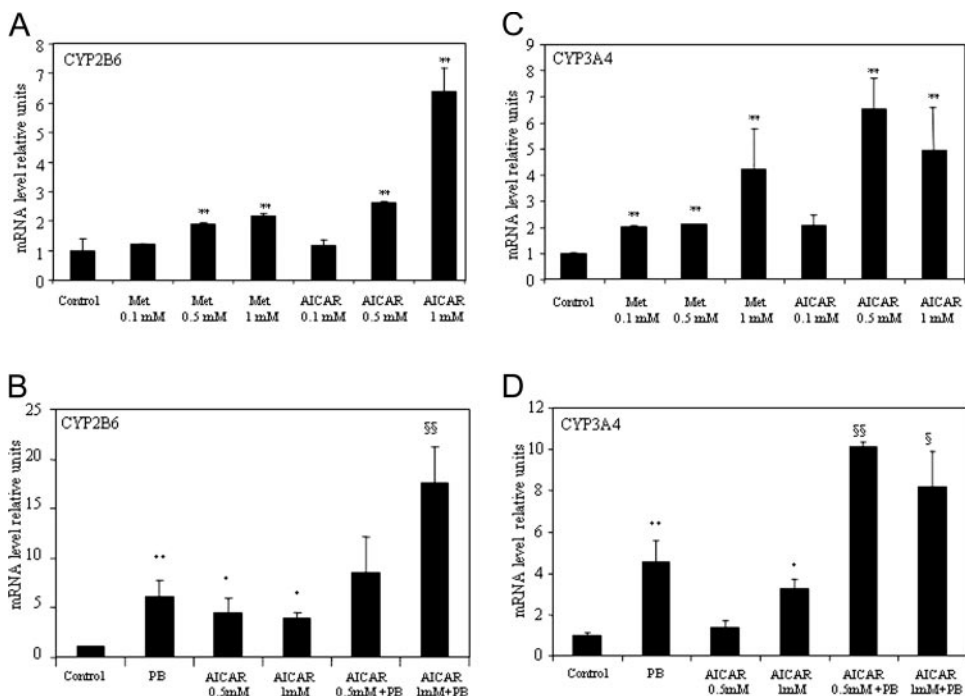 A
CYP2B6
mRNA level relative units
8
7
6
5
4
3
2
1
0
**
**
**
**
Control
Met
0.1 mM
Met
0.5 mM
Met
1 mM
AICAR
0.1 mM
AICAR
0.5 mM
AICAR
1 mM
C
CYP3A4
mRNA level relative units
9
8
7
6
5
4
3
2
1
0
**
**
**
**
**
Control
Met
0.1 mM
Met
0.5 mM
Met
1 mM
AICAR
0.1 mM
AICAR
0.5 mM
AICAR
1 mM
B
CYP2B6
mRNA level relative units
25
20
15
10
5
0
**
*
*
§§
Control
PB
AICAR
0.5mM
AICAR
1mM
AICAR
0.5mM+PB
AICAR
1mM+PB
D
CYP3A4
mRNA level relative units
12
10
8
6
4
2
0
**
*
§§
§
Control
PB
AICAR
0.5mM
AICAR
1mM
AICAR
0.5mM+PB
AICAR
1mM+PB